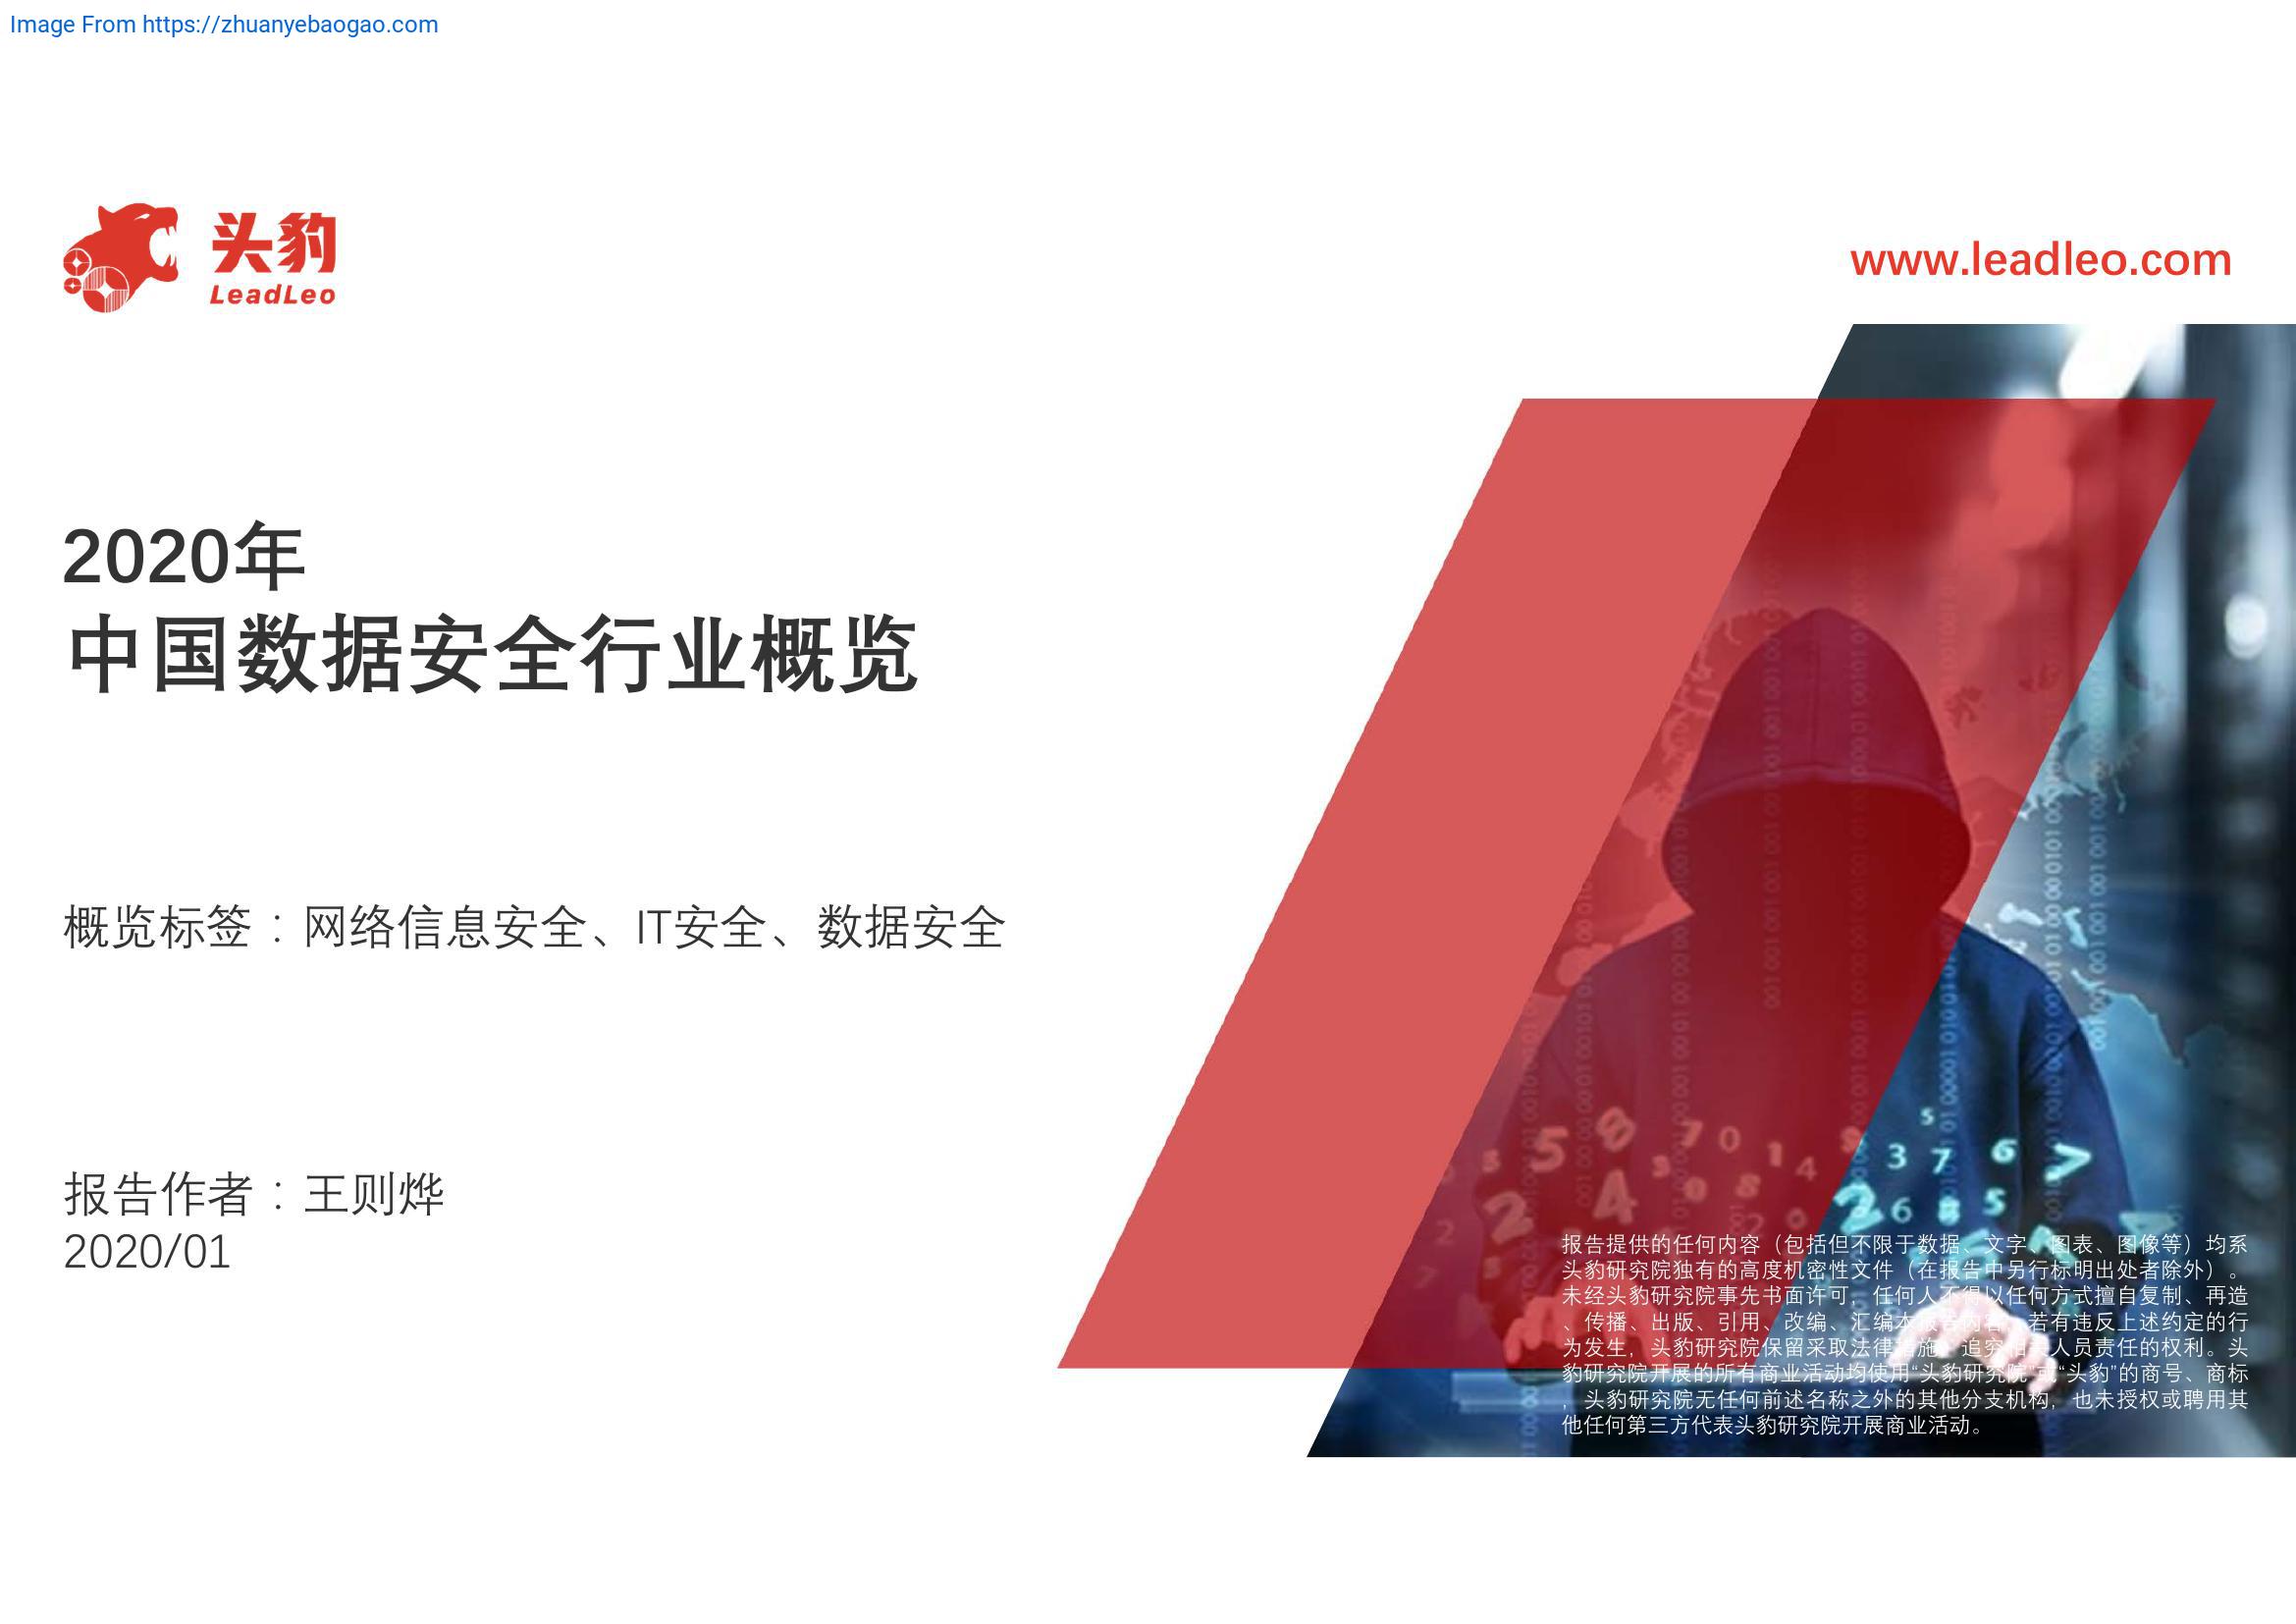 Image From https://zhuanyebaogao.com
头豹
LeadLeo
www.leadleo.com
2020年
中国数据安全行业概览
概览标签：网络信息安全、IT安全、数据安全
报告作者：王则烨
2020/01
报告提供的任何内容（包括但不限于数据、文字、图表、图像等）均系
头豹研究院独有的高度机密性文件（在报告中另行标明出处者除外）。
未经头豹研究院事先书面许可，任何人不得以任何方式擅自复制、再造
、传播、出版、引用、改编、汇编本报告内容，若有违反上述约定的行
为发生，头豹研究院保留采取法律措施，追究相关人员责任的权利。头
豹研究院开展的所有商业活动均使用“头豹研究院”或“头豹”的商号、商标
，头豹研究院无任何前述名称之外的其他分支机构，也未授权或聘用其
他任何第三方代表头豹研究院开展商业活动。